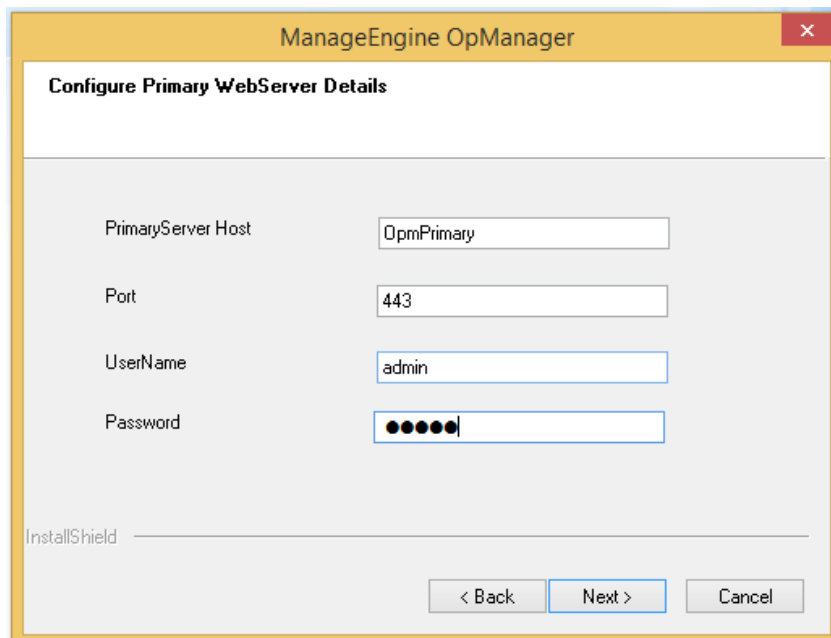 ManageEngine OpManager
Configure Primary WebServer Details
PrimaryServer Host
OpmPrimary
Port
443
UserName
admin
Password
●●●●●
InstallShield
< Back
Next >
Cancel